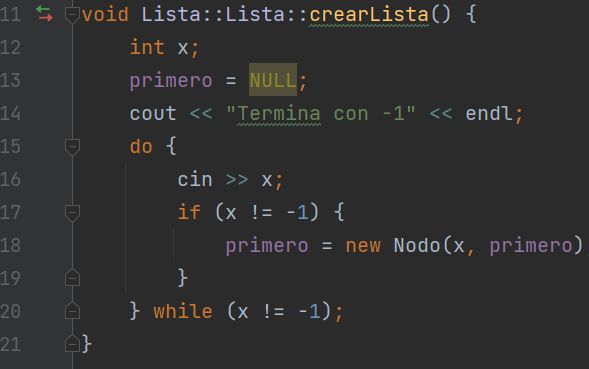 11 void Lista::Lista::crearLista() {
12     int x;
13     primero = NULL;
14     cout << "Termina con -1" << endl;
15     do {
16         cin >> x;
17         if (x != -1) {
18             primero = new Nodo(x, primero)
19         }
20     } while (x != -1);
21 }